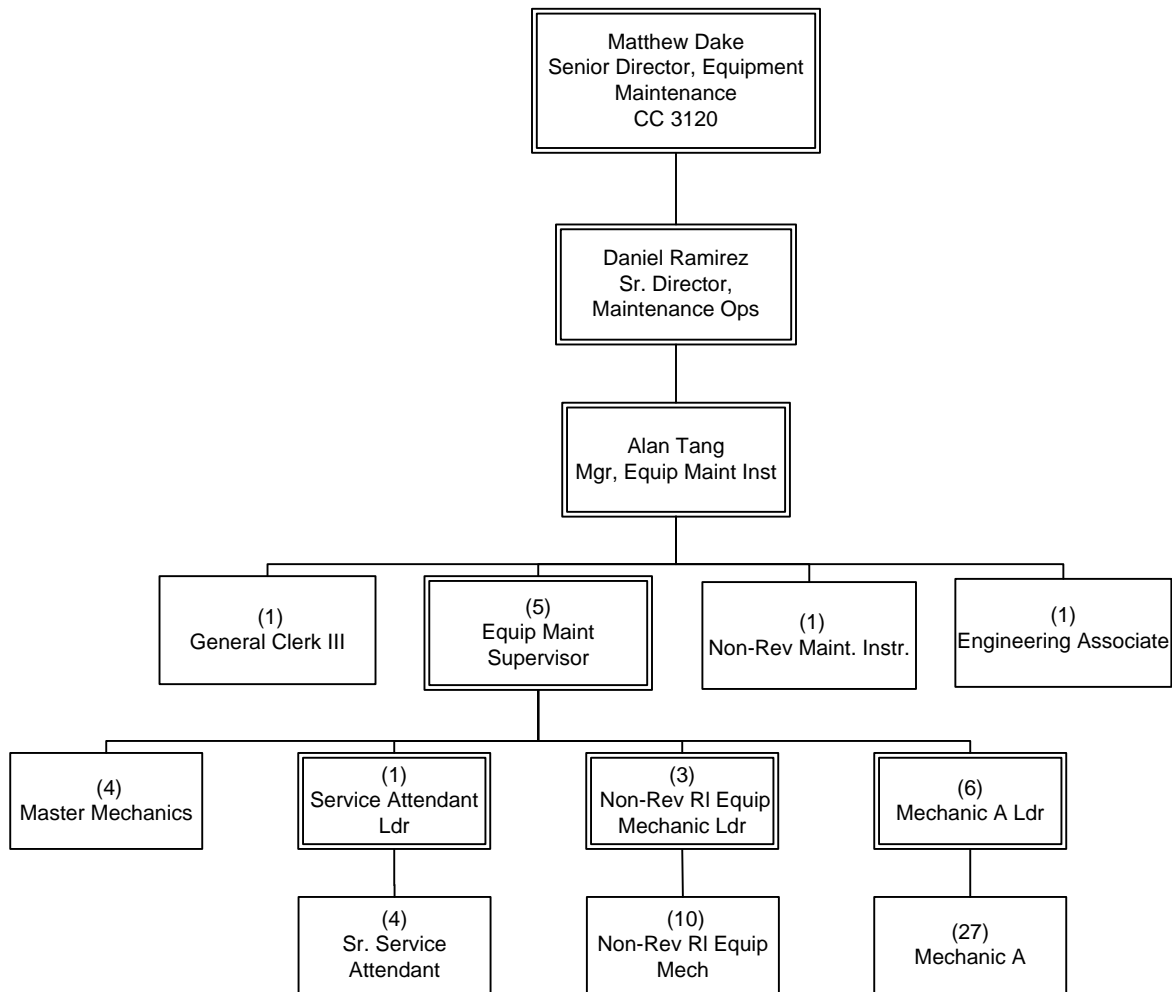 Matthew Dake
Senior Director, Equipment
Maintenance
CC 3120
Daniel Ramirez
Sr. Director,
Maintenance Ops
Alan Tang
Mgr, Equip Maint Inst
(1)
General Clerk III
(5)
Equip Maint
Supervisor
(1)
Non-Rev Maint. Instr.
(1)
Engineering Associate
(4)
Master Mechanics
(1)
Service Attendant
Ldr
(3)
Non-Rev Rl Equip
Mechanic Ldr
(6)
Mechanic A Ldr
(4)
Sr. Service
Attendant
(10)
Non-Rev Rl Equip
Mech
(27)
Mechanic A